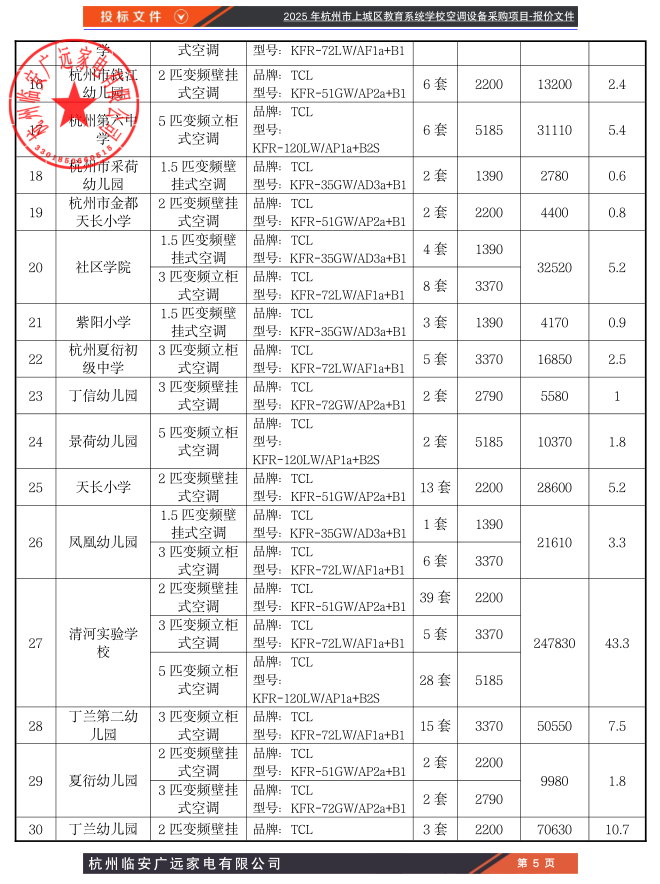 投标文件
2025 年杭州市上城区教育系统学校空调设备采购项目-报价文件
学
式空调
型号: KFR-72LW/AF1a+B1
16
杭州市钱江
幼儿园
2 匹变频壁挂
式空调
品牌: TCL
型号: KFR-51GW/AP2a+B1
6 套
2200
13200
2.4
杭州第六中
学
5 匹变频立柜
式空调
品牌: TCL
型号:
KFR-120LW/AP1a+B2S
6 套
5185
31110
5.4
杭州临安广远家电有限公司
3301850660515
18
杭州市采荷
幼儿园
1.5 匹变频壁
挂式空调
品牌: TCL
型号: KFR-35GW/AD3a+B1
2 套
1390
2780
0.6
19
杭州市金都
天长小学
2 匹变频壁挂
式空调
品牌: TCL
型号: KFR-51GW/AP2a+B1
2 套
2200
4400
0.8
20
社区学院
1.5 匹变频壁
挂式空调
品牌: TCL
型号: KFR-35GW/AD3a+B1
4 套
1390
3 匹变频立柜
式空调
品牌: TCL
型号: KFR-72LW/AF1a+B1
8 套
3370
32520
5.2
21
紫阳小学
1.5 匹变频壁
挂式空调
品牌: TCL
型号: KFR-35GW/AD3a+B1
3 套
1390
4170
0.9
22
杭州夏衍初
级中学
3 匹变频立柜
式空调
品牌: TCL
型号: KFR-72LW/AF1a+B1
5 套
3370
16850
2.5
23
丁信幼儿园
3 匹变频壁挂
式空调
品牌: TCL
型号: KFR-72GW/AP2a+B1
2 套
2790
5580
1
24
景荷幼儿园
5 匹变频立柜
式空调
品牌: TCL
型号:
KFR-120LW/AP1a+B2S
2 套
5185
10370
1.8
25
天长小学
2 匹变频壁挂
式空调
品牌: TCL
型号: KFR-51GW/AP2a+B1
13 套
2200
28600
5.2
26
凤凰幼儿园
1.5 匹变频壁
挂式空调
品牌: TCL
型号: KFR-35GW/AD3a+B1
1 套
1390
3 匹变频立柜
式空调
品牌: TCL
型号: KFR-72LW/AF1a+B1
6 套
3370
21610
3.3
27
清河实验学
校
2 匹变频壁挂
式空调
品牌: TCL
型号: KFR-51GW/AP2a+B1
39 套
2200
3 匹变频立柜
式空调
品牌: TCL
型号: KFR-72LW/AF1a+B1
5 套
3370
5 匹变频立柜
式空调
品牌: TCL
型号:
KFR-120LW/AP1a+B2S
28 套
5185
247830
43.3
28
丁兰第二幼
儿园
3 匹变频立柜
式空调
品牌: TCL
型号: KFR-72LW/AF1a+B1
15 套
3370
50550
7.5
29
夏衍幼儿园
2 匹变频壁挂
式空调
品牌: TCL
型号: KFR-51GW/AP2a+B1
2 套
2200
3 匹变频壁挂
式空调
品牌: TCL
型号: KFR-72GW/AP2a+B1
2 套
2790
9980
1.8
30
丁兰幼儿园
2 匹变频壁挂
品牌: TCL
3 套
2200
70630
10.7
杭州临安广远家电有限公司
第 5 页